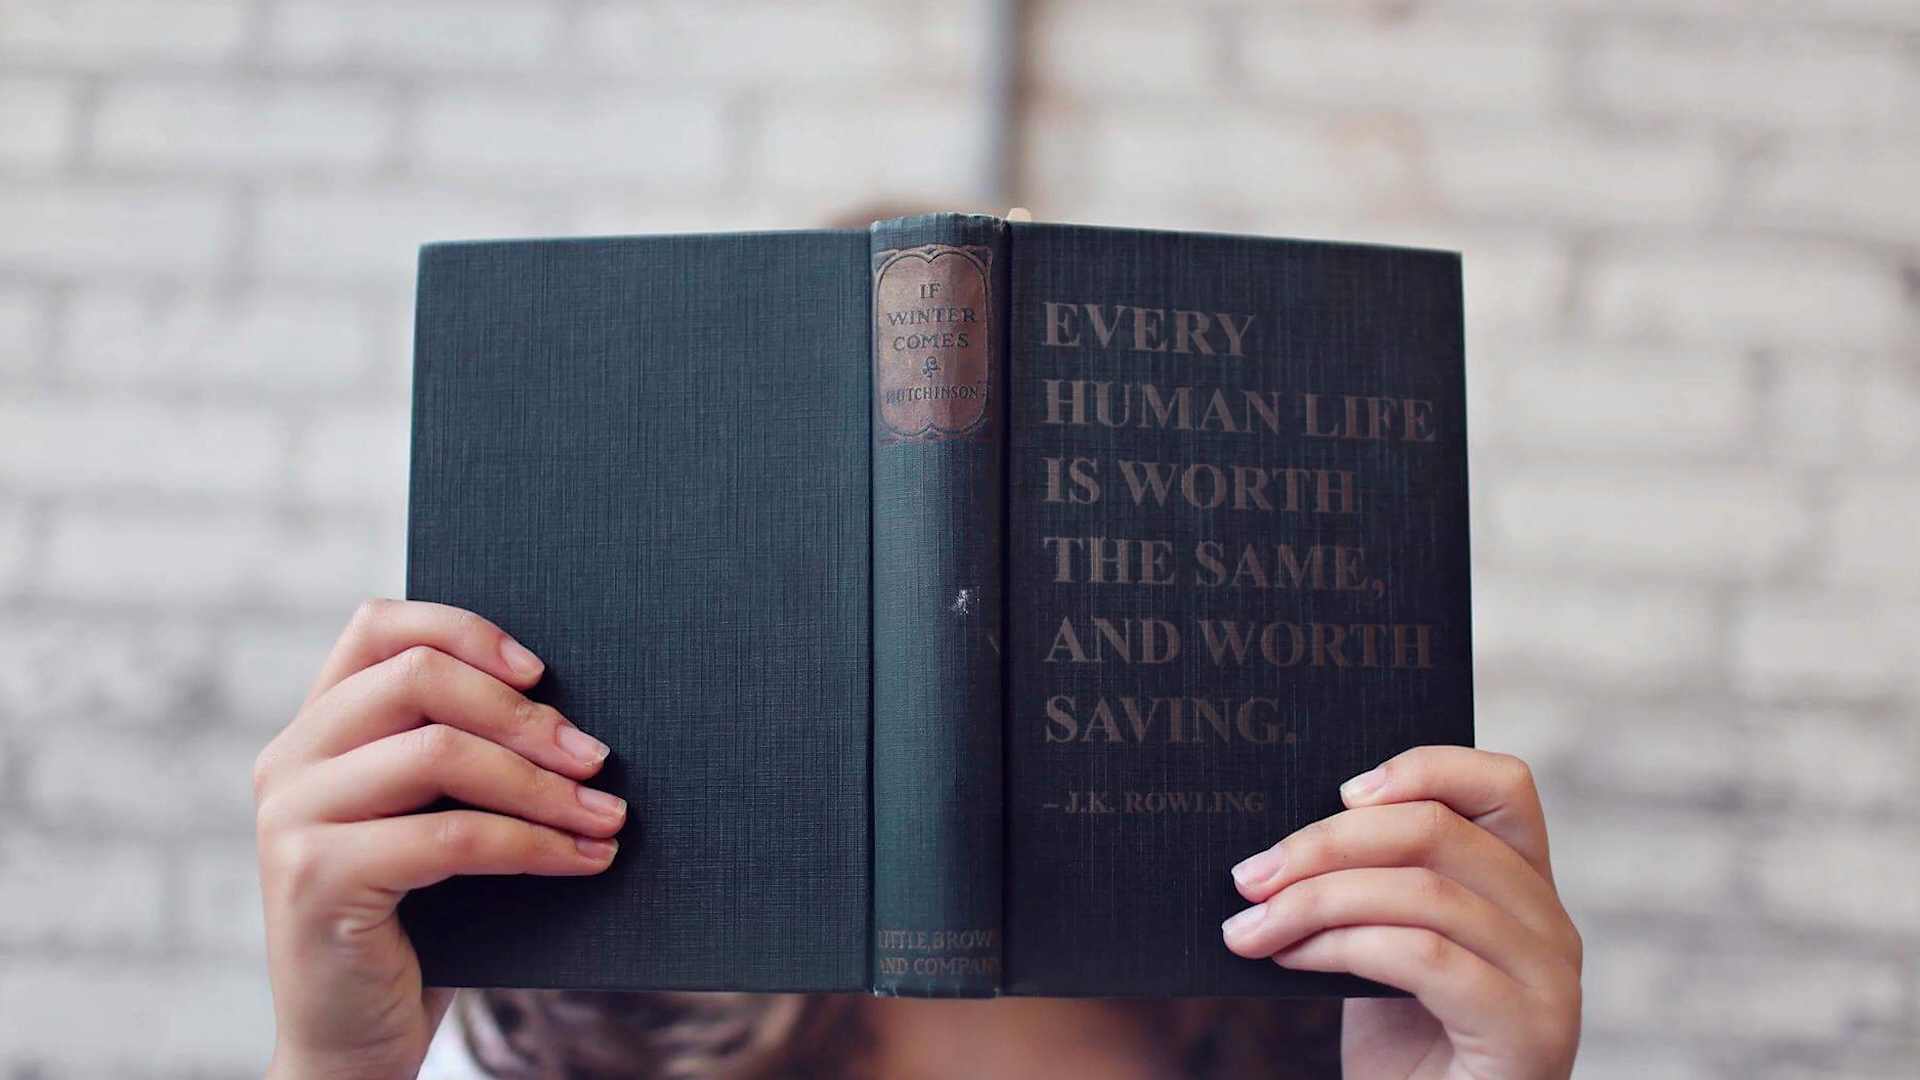 IF
WINTER
COMES
&
HUTCHINSON
LITTLE, BROWN
AND COMPANY
EVERY
HUMAN LIFE
IS WORTH
THE SAME,
AND WORTH
SAVING.
– J.K. ROWLING